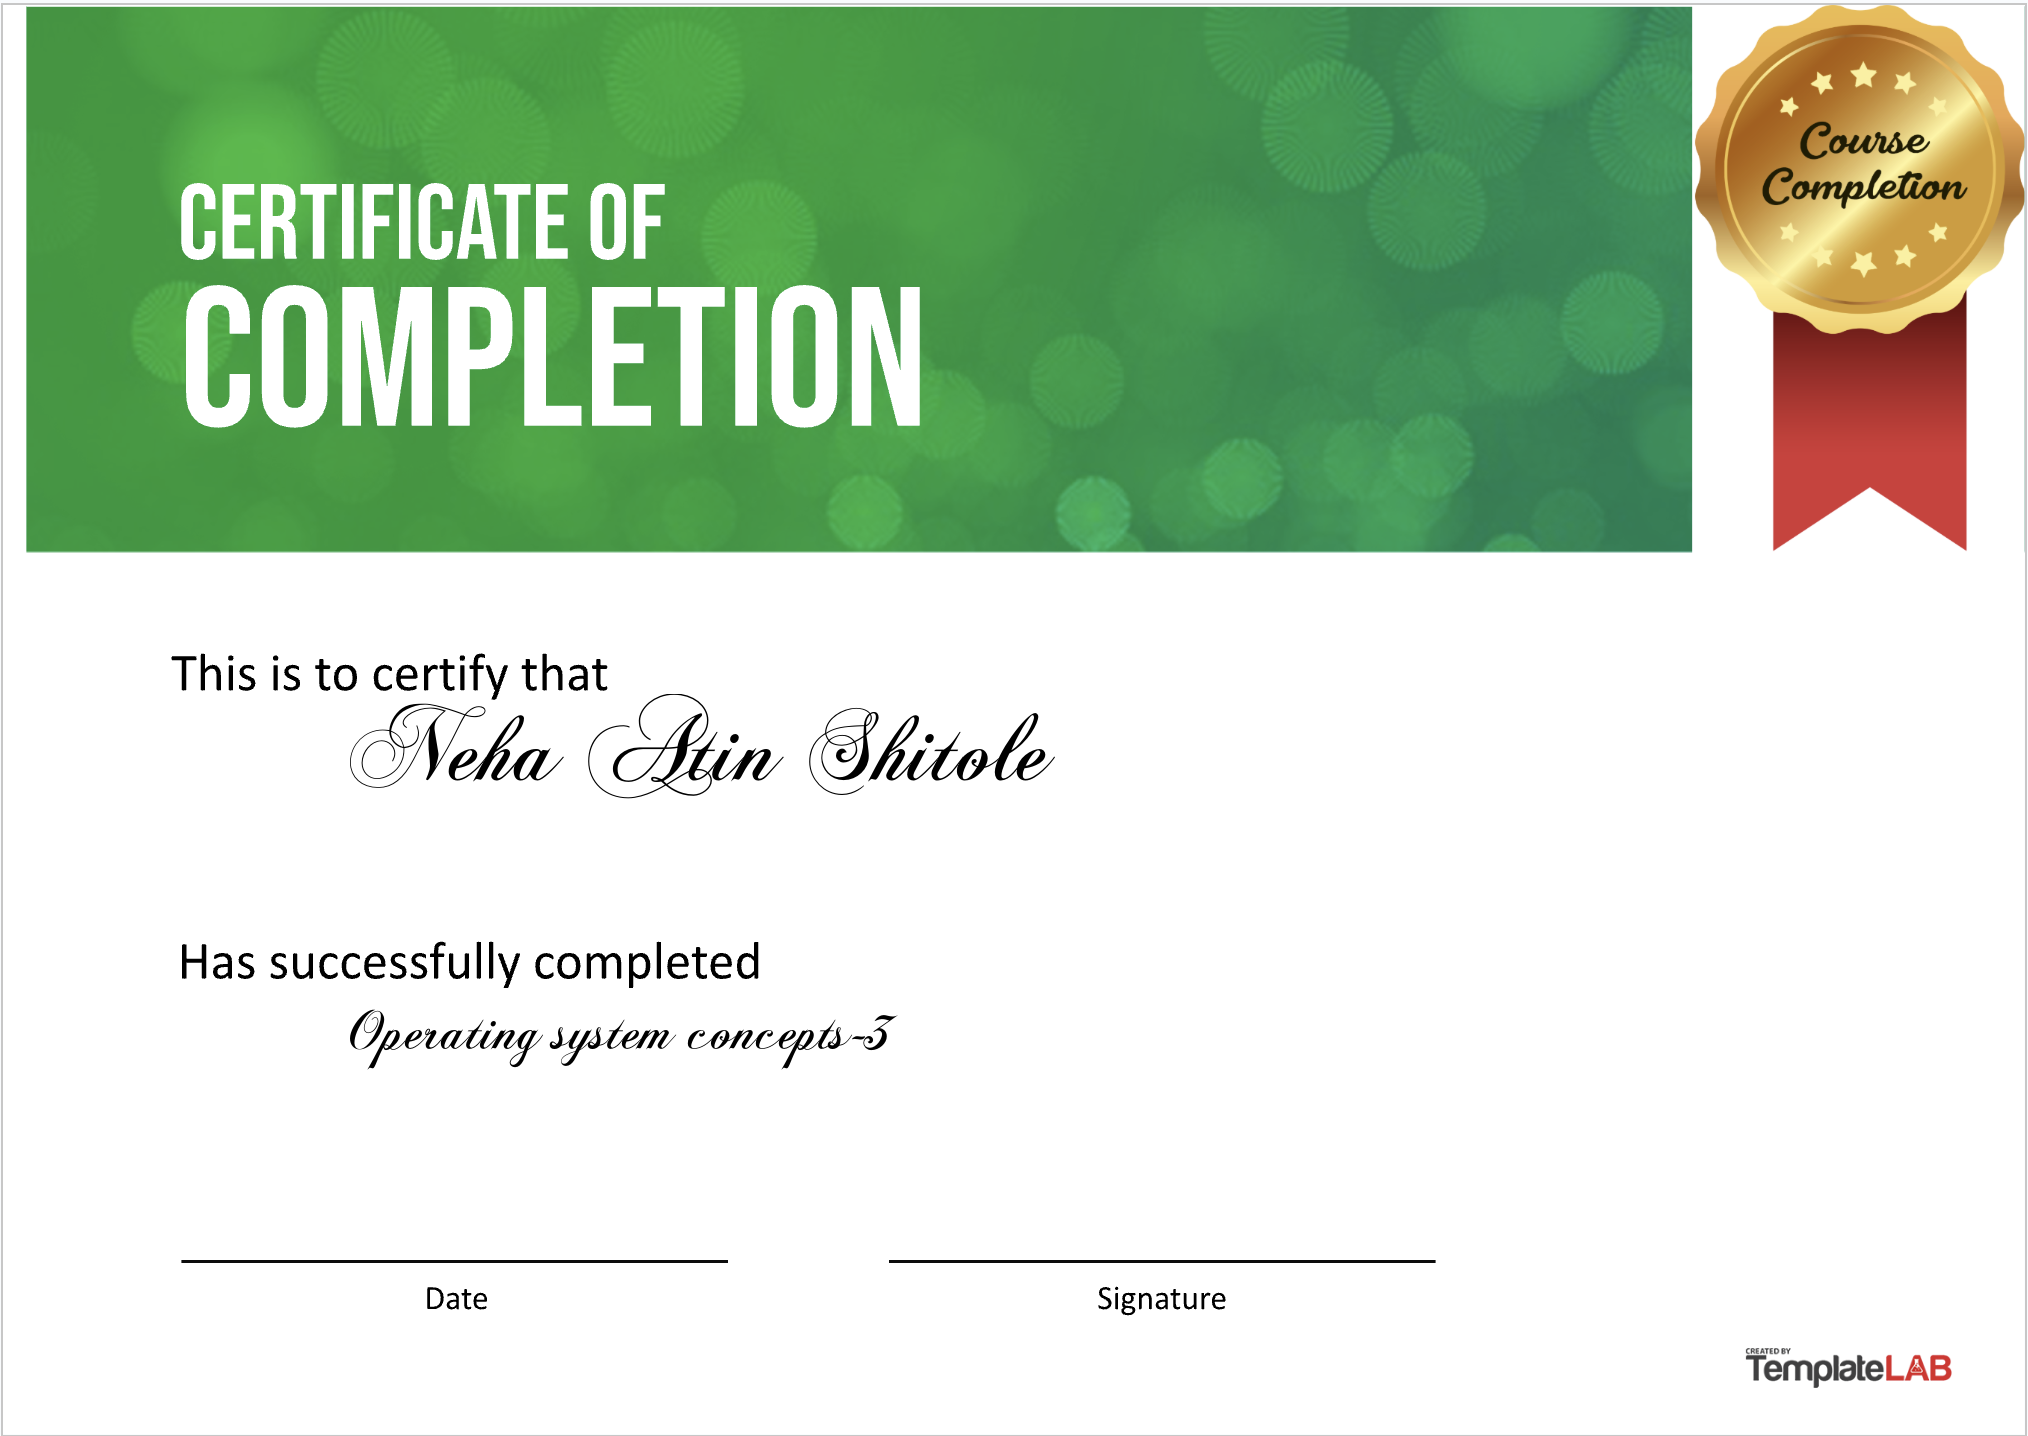 CERTIFICATE OF
COMPLETION
Course
Completion
This is to certify that
Neha Atin Shitole
Has successfully completed
Operating system concepts-3
Date
Signature
CREATED BY
TemplateLAB